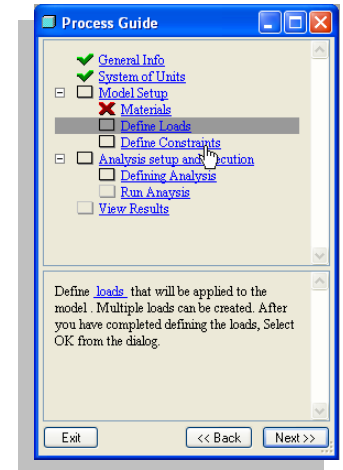 Process Guide
General Info
System of Units
Model Setup
Materials
Define Loads
Define Constraints
Analysis setup and
Defining Analysis
Run Anaysis
View Results
Define loads that will be applied to the
model . Multiple loads can be created. After
you have completed defining the loads, Select
OK from the dialog.
Exit
<< Back
Next >>